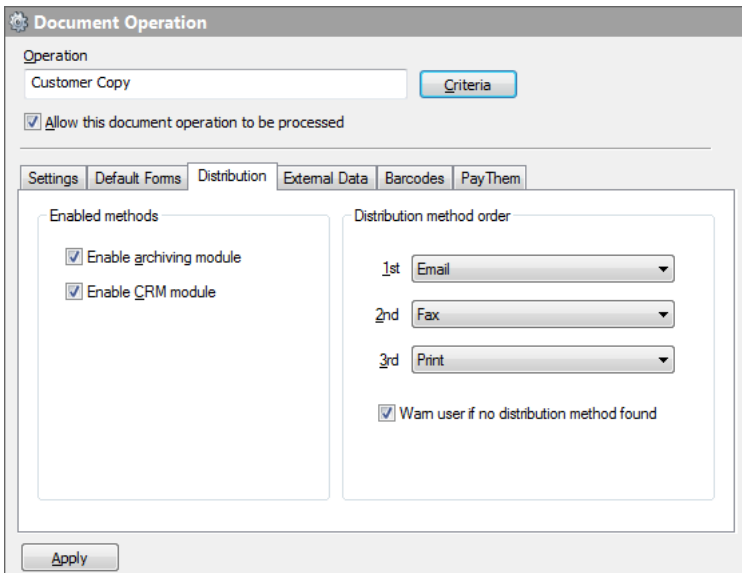 Document Operation
Operation
Customer Copy
Criteria
Allow this document operation to be processed
Settings Default Forms Distribution External Data Barcodes PayThem
Enabled methods
Distribution method order
Enable archiving module
Enable CRM module
1st Email
2nd Fax
3rd Print
Warn user if no distribution method found
Apply